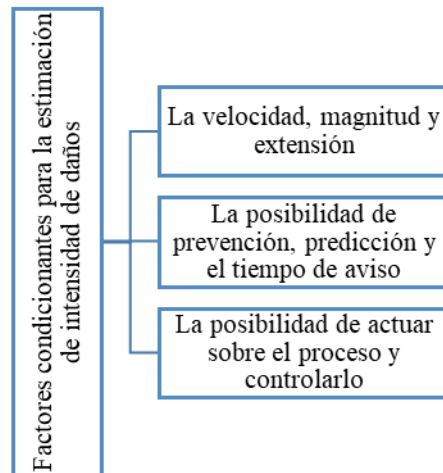 Factores condicionantes para la estimación
de intensidad de daños
La velocidad, magnitud y
extensión
La posibilidad de
prevención, predicción y
el tiempo de aviso
La posibilidad de actuar
sobre el proceso y
controlarlo